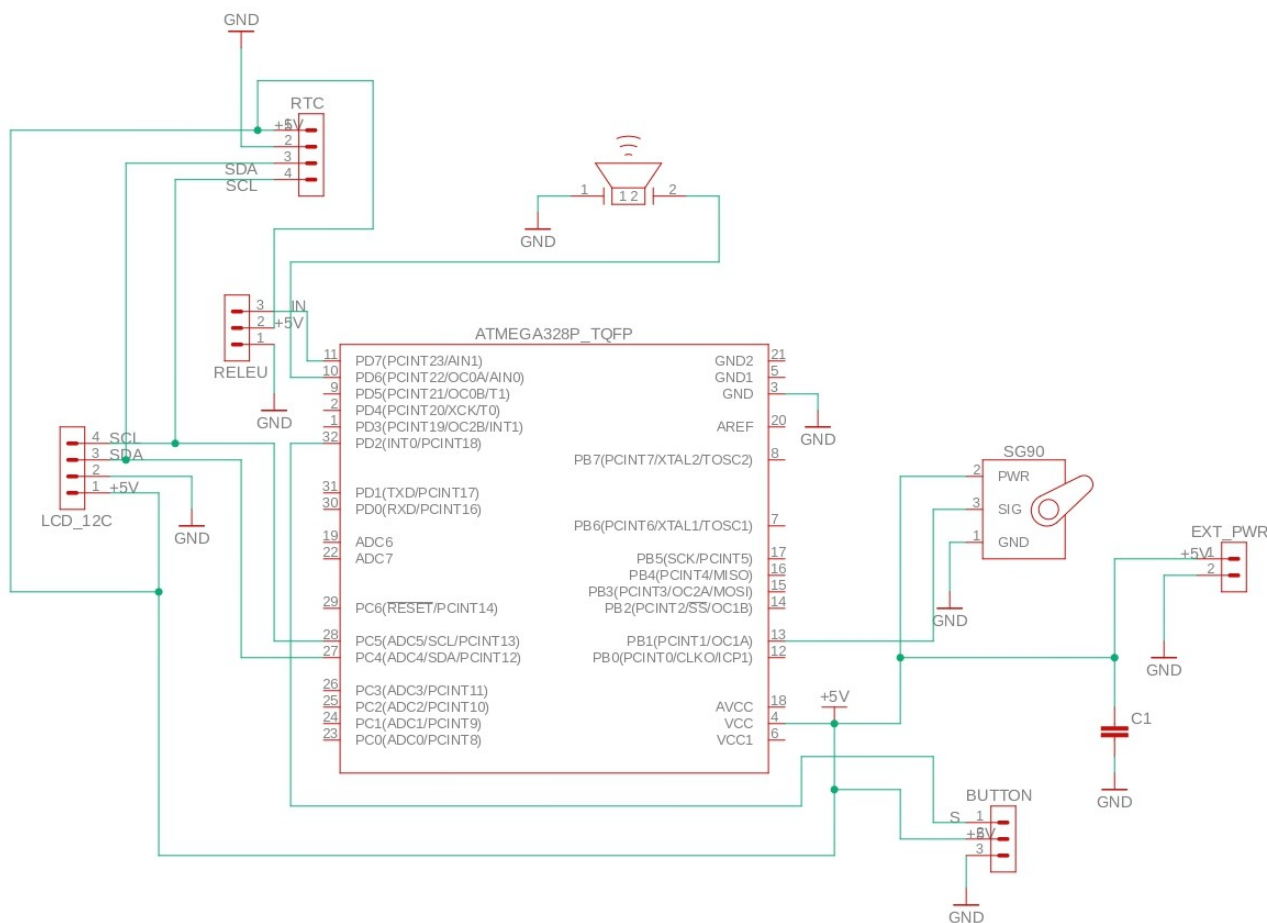 GND
RTC
+5V
1
2
3
4
SDA
SCL
1
1 2
2
GND
3
IN
2
+5V
1
RELEU
GND
4
SCL
3
SDA
2
1
+5V
LCD_12C
GND
ATMEGA328P_TQFP
11 PD7(PCINT23/AIN1)
10 PD6(PCINT22/OC0A/AIN0)
9 PD5(PCINT21/OC0B/T1)
2 PD4(PCINT20/XCK/T0)
1 PD3(PCINT19/OC2B/INT1)
32 PD2(INT0/PCINT18)
31 PD1(TXD/PCINT17)
30 PD0(RXD/PCINT16)
19 ADC6
22 ADC7
29 PC6(RESET/PCINT14)
28 PC5(ADC5/SCL/PCINT13)
27 PC4(ADC4/SDA/PCINT12)
26 PC3(ADC3/PCINT11)
25 PC2(ADC2/PCINT10)
24 PC1(ADC1/PCINT9)
23 PC0(ADC0/PCINT8)
GND2 21
GND1 5
GND 3
AREF 20
PB7(PCINT7/XTAL2/TOSC2) 8
PB6(PCINT6/XTAL1/TOSC1) 7
PB5(SCK/PCINT5) 17
PB4(PCINT4/MISO) 16
PB3(PCINT3/OC2A/MOSI) 15
PB2(PCINT2/SS/OC1B) 14
PB1(PCINT1/OC1A) 13
PB0(PCINT0/CLKO/ICP1) 12
AVCC 18
VCC 4
VCC1 6
GND
+5V
SG90
2 PWR
3 SIG
1 GND
GND
EXT_PWR
+5V
1
2
GND
C1
GND
BUTTON
S
1
+5V
2
3
GND